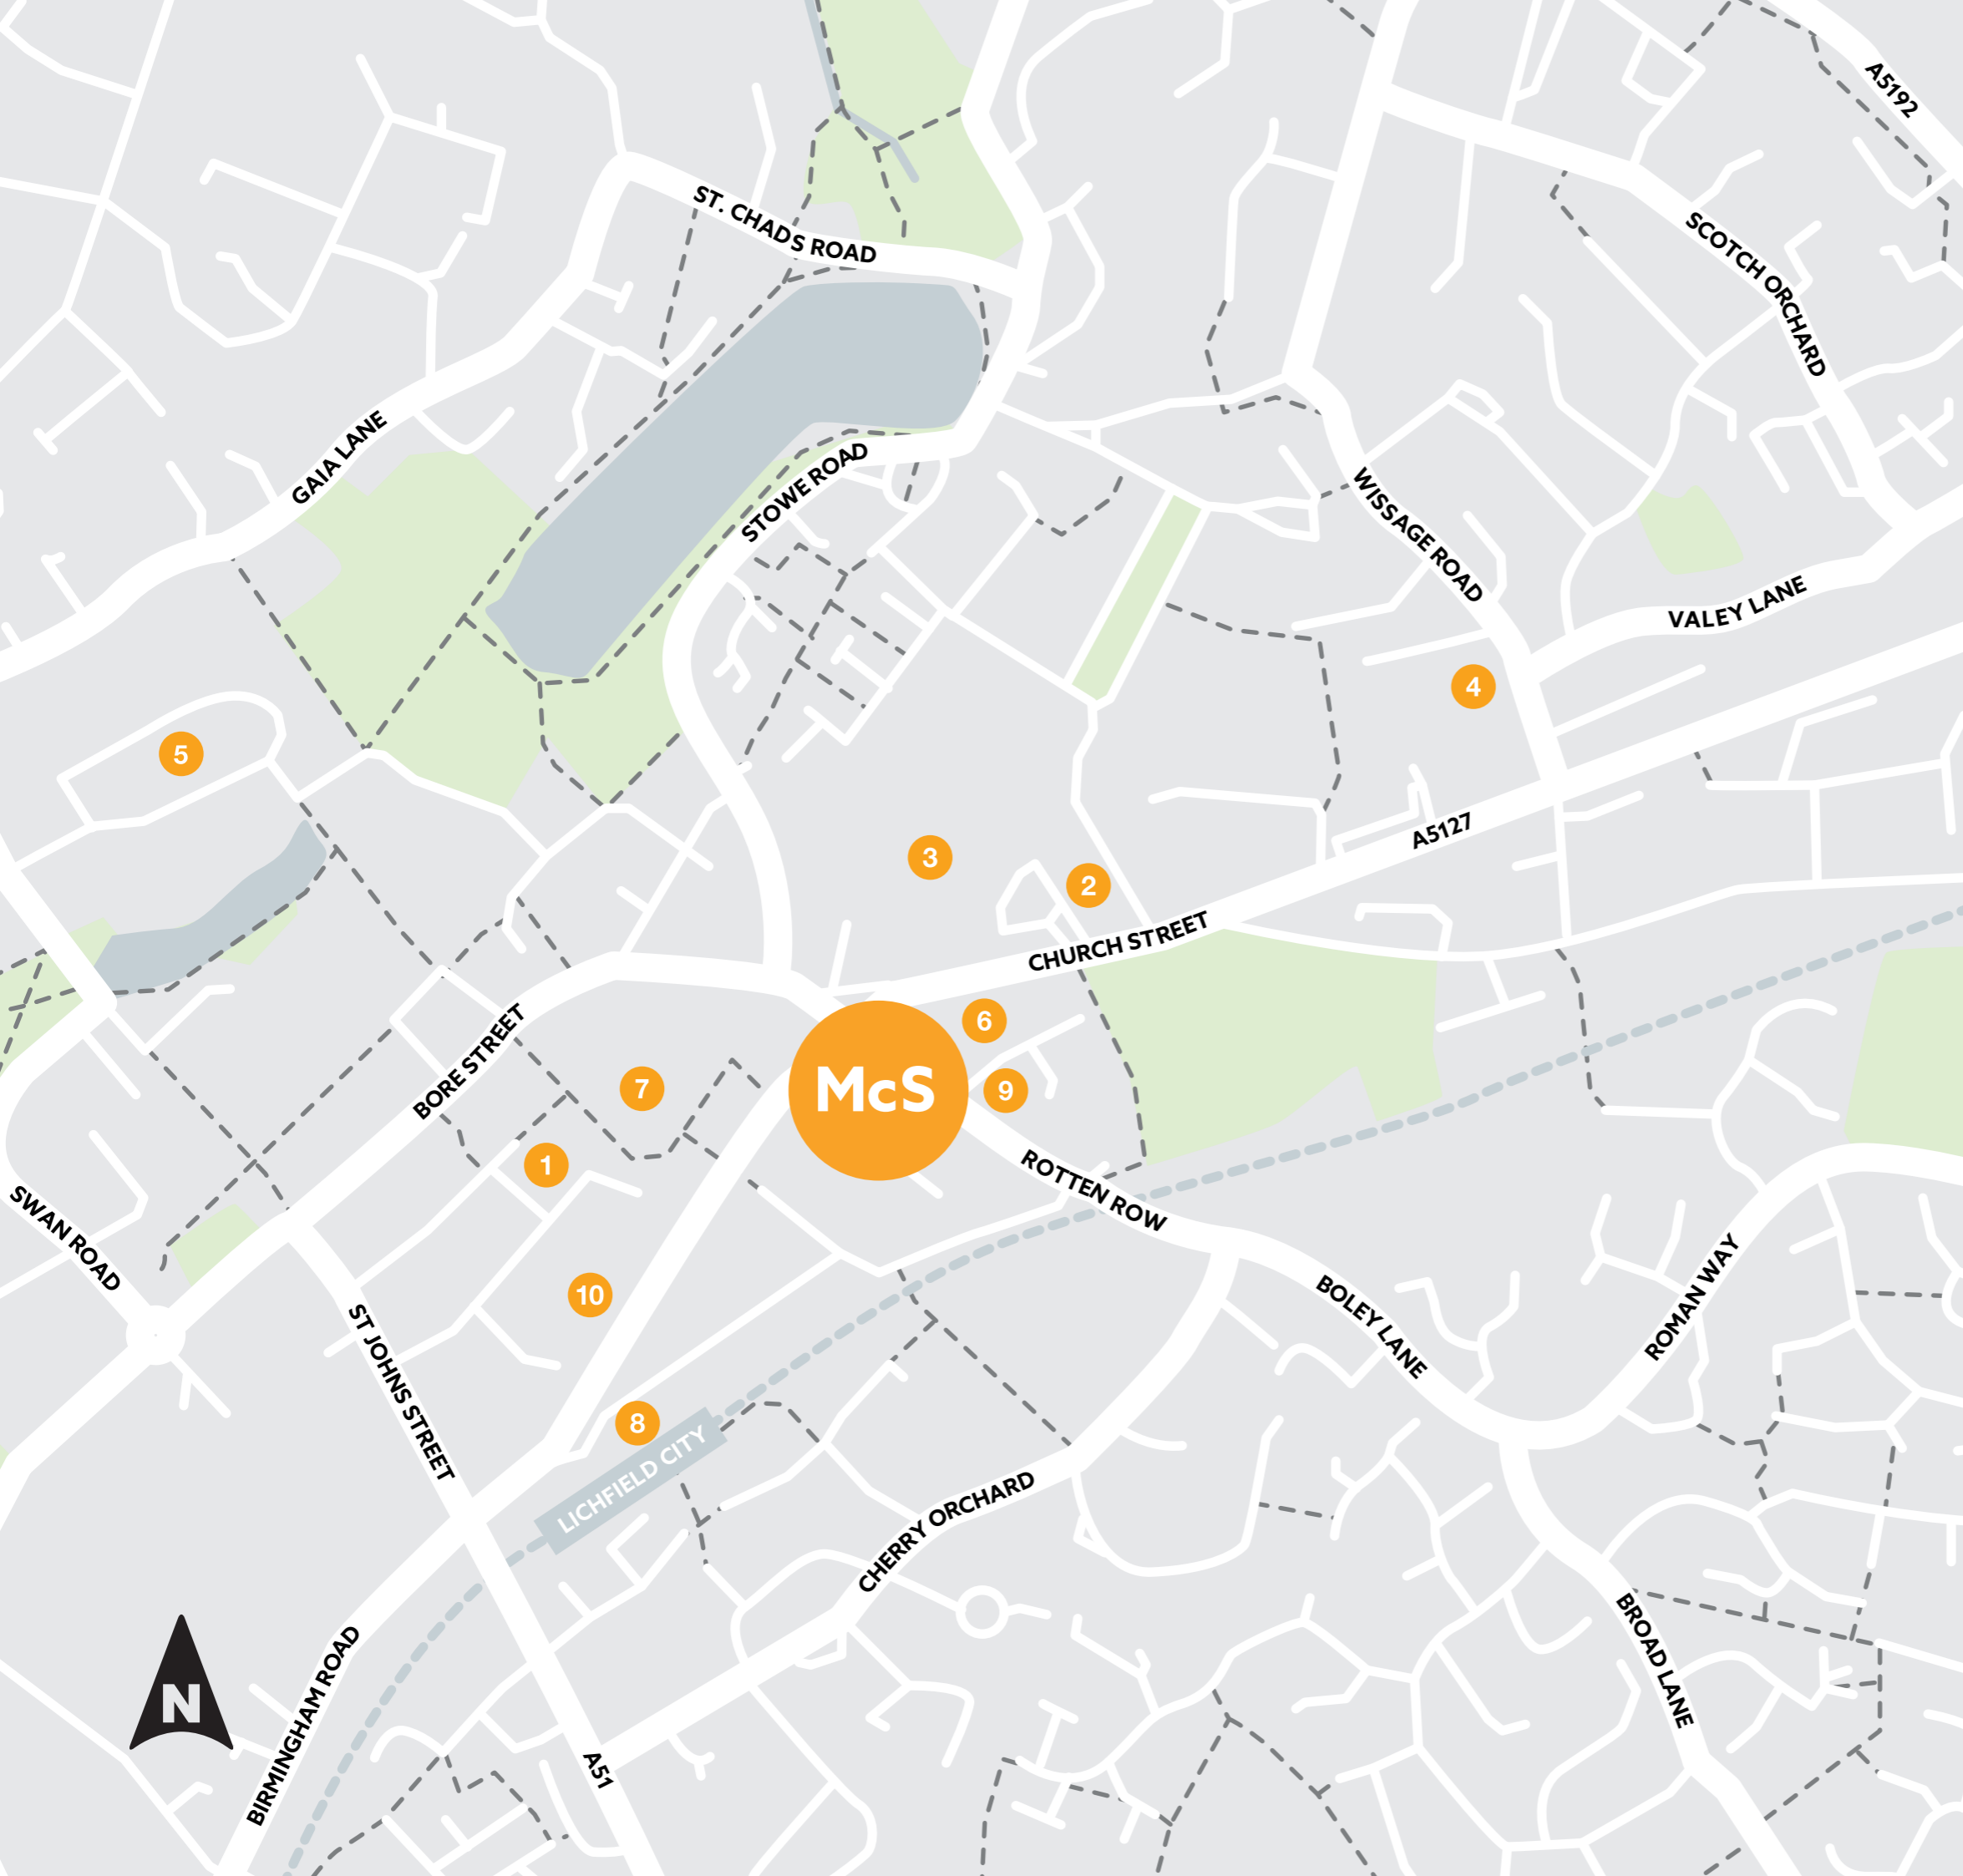 A5192
ST. CHADS ROAD
SCOTCH ORCHARD
GAIA LANE
STOWE ROAD
WISSAGE ROAD
VALEY LANE
4
5
A5127
3
2
CHURCH STREET
6
BORE STREET
7
McS
9
1
ROTTEN ROW
SWAN ROAD
10
BOLEY LANE
ROMAN WAY
ST JOHNS STREET
8
LICHFIELD CITY
CHERRY ORCHARD
BROAD LANE
N
BIRMINGHAM ROAD
A51